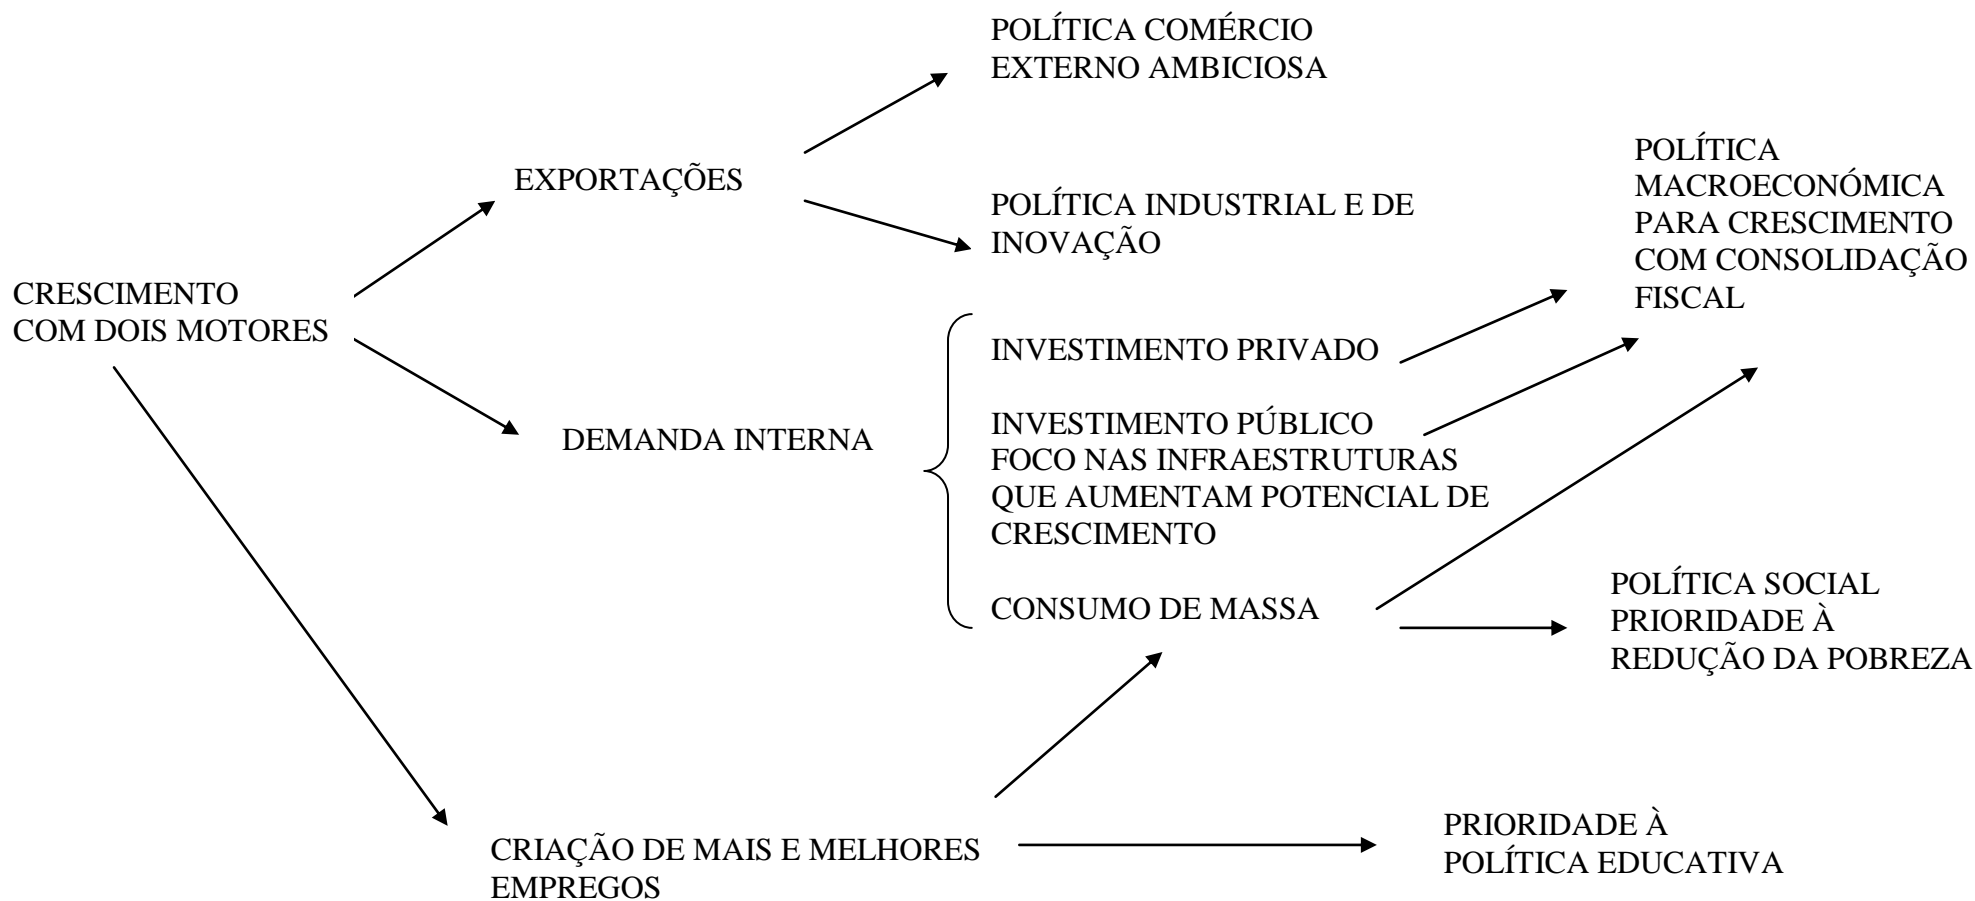 POLÍTICA COMÉRCIO
EXTERNO AMBICIOSA
POLÍTICA
MACROECONÓMICA
PARA CRESCIMENTO
COM CONSOLIDAÇÃO
FISCAL
EXPORTAÇÕES
POLÍTICA INDUSTRIAL E DE
INOVAÇÃO
CRESCIMENTO
COM DOIS MOTORES
INVESTIMENTO PRIVADO
DEMANDA INTERNA
INVESTIMENTO PÚBLICO
FOCO NAS INFRAESTRUTURAS
QUE AUMENTAM POTENCIAL DE
CRESCIMENTO
CONSUMO DE MASSA
POLÍTICA SOCIAL
PRIORIDADE À
REDUÇÃO DA POBREZA
CRIAÇÃO DE MAIS E MELHORES
EMPREGOS
PRIORIDADE À
POLÍTICA EDUCATIVA